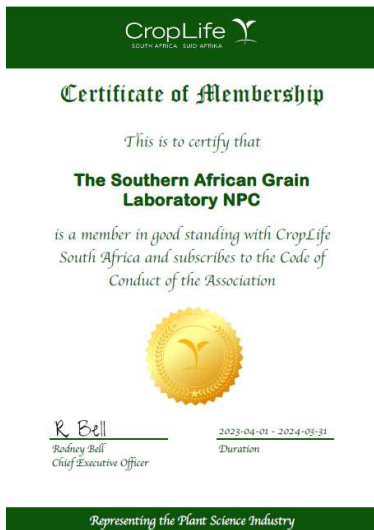 CropLife
SOUTH AFRICA SUID-AFRIKA
Certificate of Membership
This is to certify that
The Southern African Grain
Laboratory NPC
is a member in good standing with CropLife
South Africa and subscribes to the Code of
Conduct of the Association
R. Bell
2023-04-01 - 2024-03-31
Rodney Bell
Duration
Chief Executive Officer
Representing the Plant Science Industry